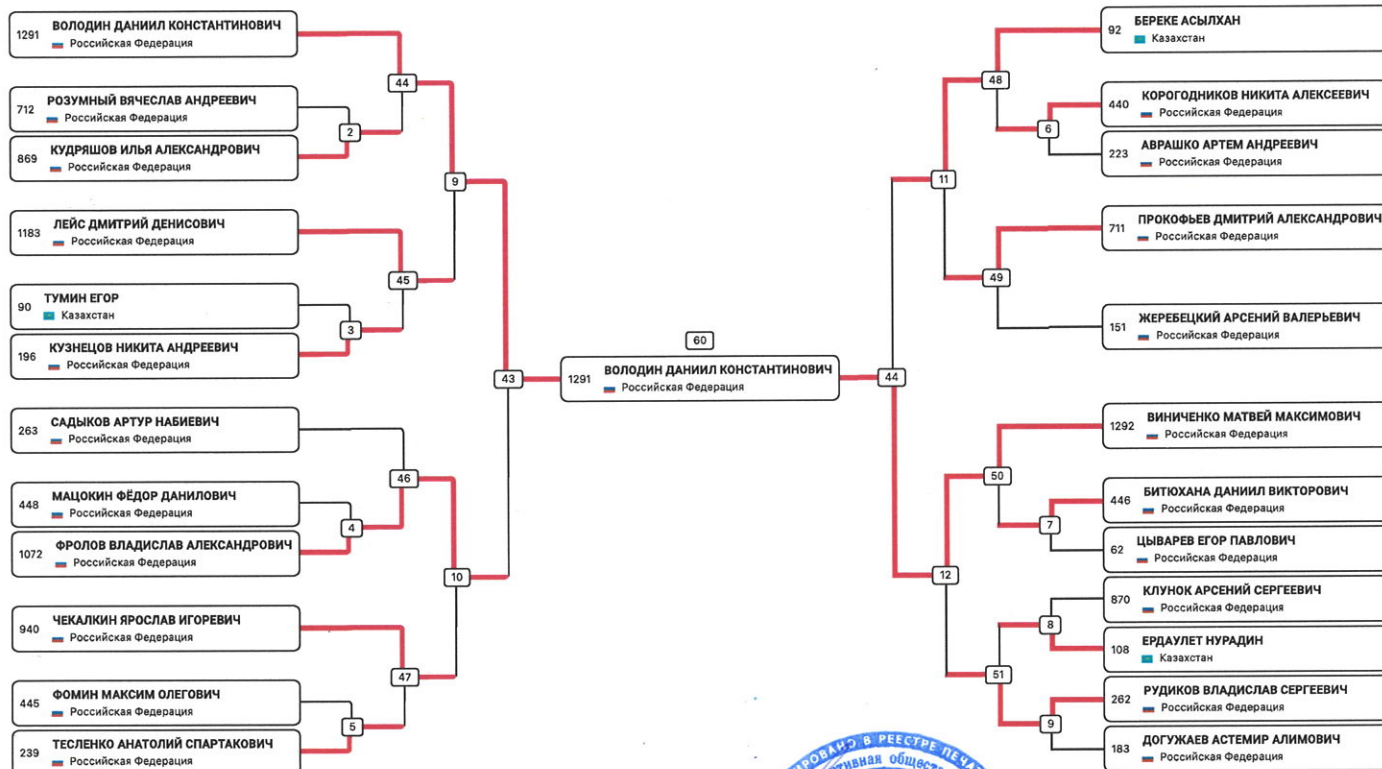 1291 ВОЛОДИН ДАНИИЛ КОНСТАНТИНОВИЧ
Российская Федерация
44
712 РОЗУМНЫЙ ВЯЧЕСЛАВ АНДРЕЕВИЧ
Российская Федерация
2
869 КУДРЯШОВ ИЛЬЯ АЛЕКСАНДРОВИЧ
Российская Федерация
9
1183 ЛЕЙС ДМИТРИЙ ДЕНИСОВИЧ
Российская Федерация
45
90 ТУМИН ЕГОР
Казахстан
3
196 КУЗНЕЦОВ НИКИТА АНДРЕЕВИЧ
Российская Федерация
43
263 САДЫКОВ АРТУР НАБИЕВИЧ
Российская Федерация
46
448 МАЦОКИН ФЁДОР ДАНИЛОВИЧ
Российская Федерация
4
1072 ФРОЛОВ ВЛАДИСЛАВ АЛЕКСАНДРОВИЧ
Российская Федерация
10
940 ЧЕКАЛКИН ЯРОСЛАВ ИГОРЕВИЧ
Российская Федерация
47
445 ФОМИН МАКСИМ ОЛЕГОВИЧ
Российская Федерация
5
239 ТЕСЛЕНКО АНАТОЛИЙ СПАРТАКОВИЧ
Российская Федерация
60
1291 ВОЛОДИН ДАНИИЛ КОНСТАНТИНОВИЧ
Российская Федерация
44
92 БЕРЕКЕ АСЫЛХАН
Казахстан
48
440 КОРОГОДНИКОВ НИКИТА АЛЕКСЕЕВИЧ
Российская Федерация
6
223 АВРАШКО АРТЕМ АНДРЕЕВИЧ
Российская Федерация
11
711 ПРОКОФЬЕВ ДМИТРИЙ АЛЕКСАНДРОВИЧ
Российская Федерация
49
151 ЖЕРЕБЕЦКИЙ АРСЕНИЙ ВАЛЕРЬЕВИЧ
Российская Федерация
1292 ВИНИЧЕНКО МАТВЕЙ МАКСИМОВИЧ
Российская Федерация
50
446 БИТЮХАНА ДАНИИЛ ВИКТОРОВИЧ
Российская Федерация
7
62 ЦЫВАРЕВ ЕГОР ПАВЛОВИЧ
Российская Федерация
12
870 КЛУНОК АРСЕНИЙ СЕРГЕЕВИЧ
Российская Федерация
8
108 ЕРДАУЛЕТ НУРАДИН
Казахстан
51
262 РУДИКОВ ВЛАДИСЛАВ СЕРГЕЕВИЧ
Российская Федерация
9
183 ДОГУЖАЕВ АСТЕМИР АЛИМОВИЧ
Российская Федерация
В РЕЕСТРЕ